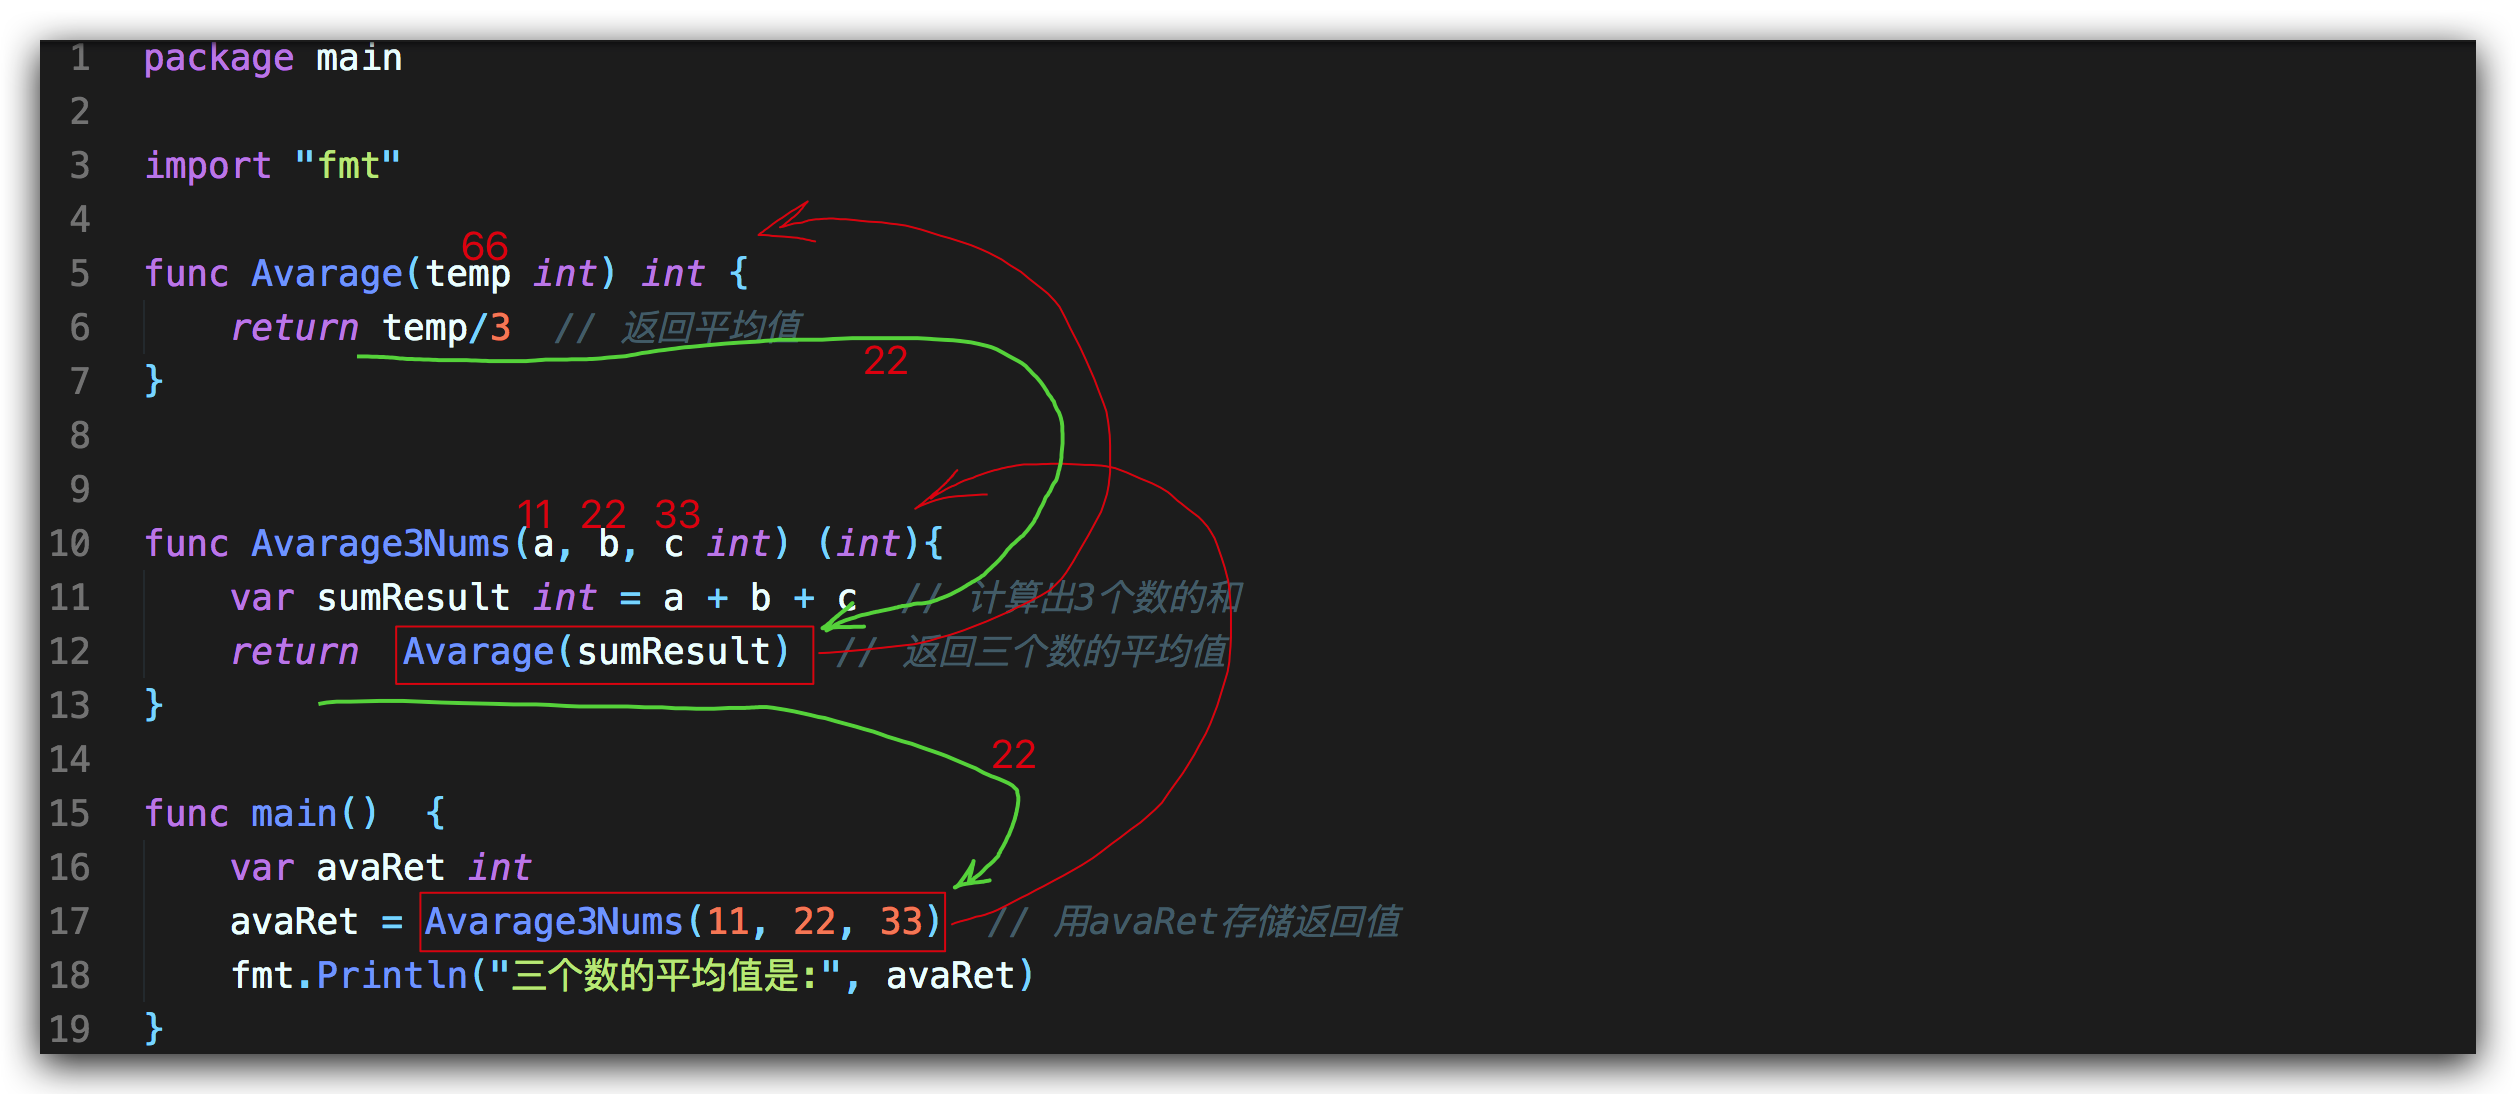 1 package main
2
3 import "fmt"
4
66
5 func Avarage(temp int) int {
6 return temp/3 // 返回平均值
22
7 }
8
9
11 22 33
10 func Avarage3Nums(a, b, c int) (int){
11 var sumResult int = a + b + c // 计算出3个数的和
12 return Avarage(sumResult) // 返回三个数的平均值
13 }
22
14
15 func main() {
16 var avaRet int
17 avaRet = Avarage3Nums(11, 22, 33) // 用avaRet存储返回值
18 fmt.Println("三个数的平均值是:", avaRet)
19 }